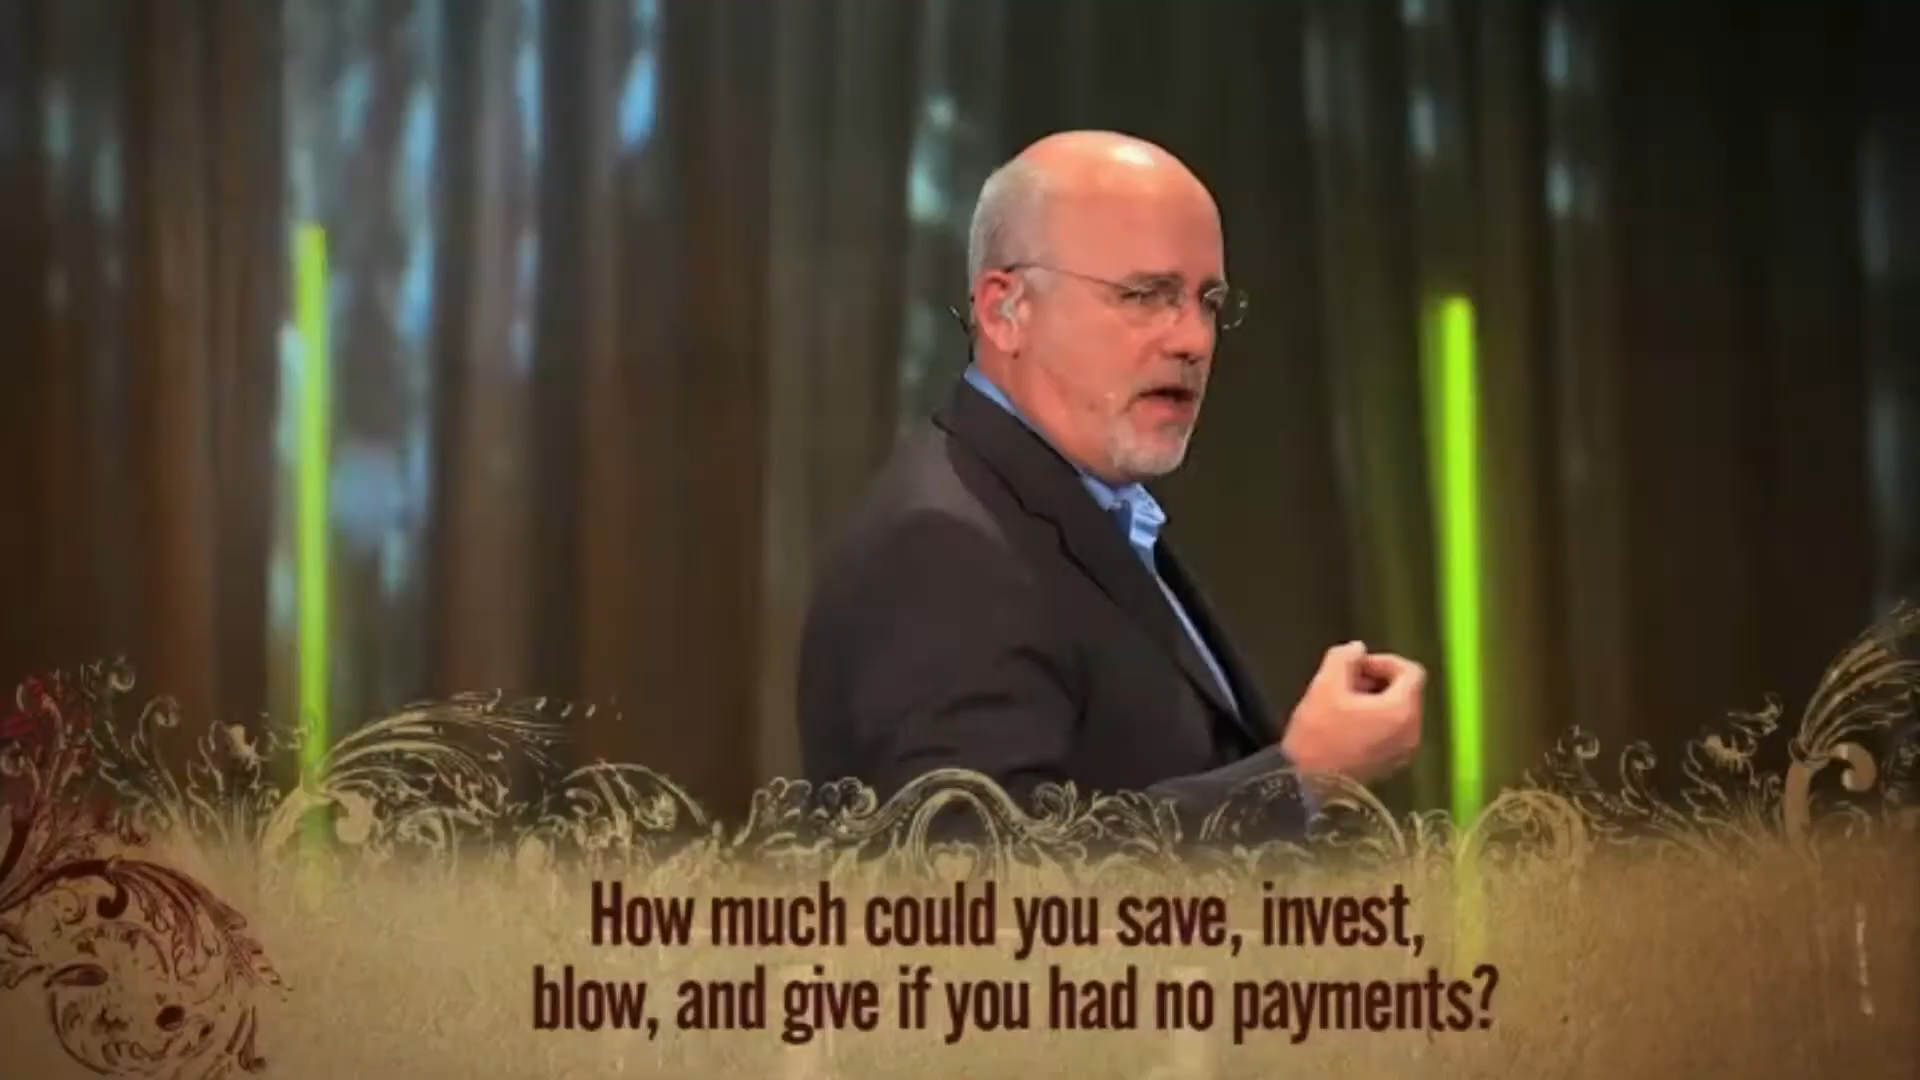 How much could you save, invest,
blow, and give if you had no payments?